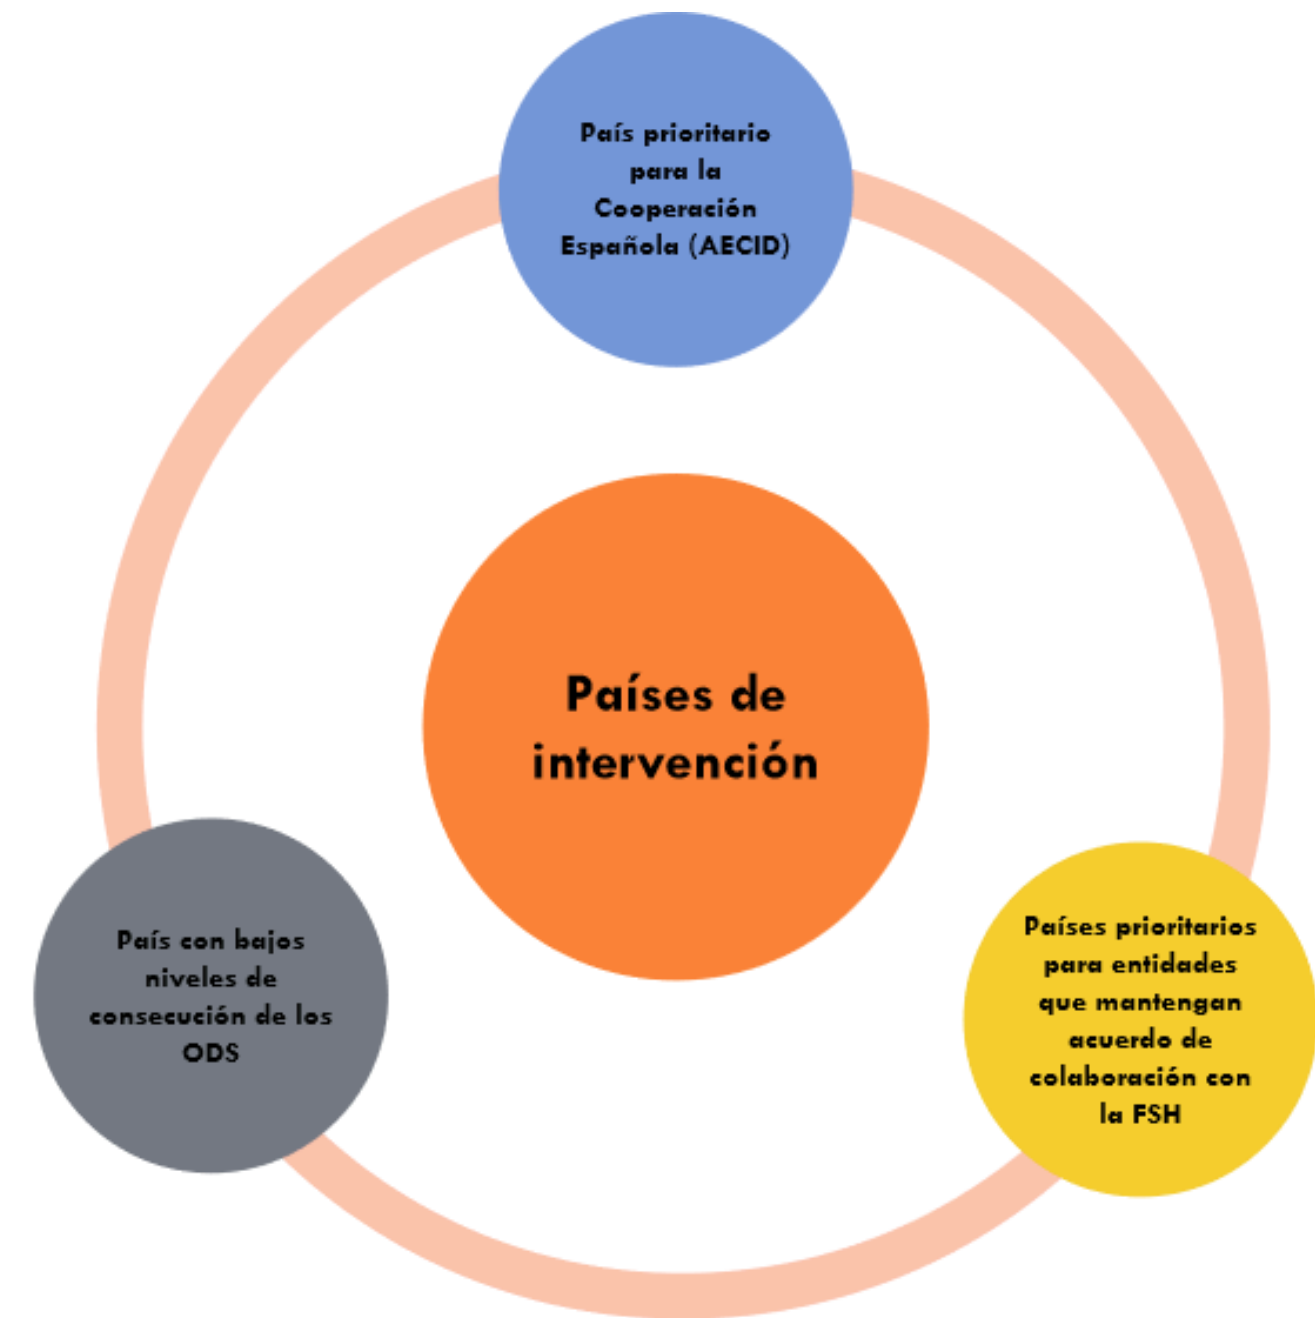 País prioritario
para la
Cooperación
Española (AECID)
Países de
intervención
País con bajos
niveles de
consecución de los
ODS
Países prioritarios
para entidades
que mantengan
acuerdo de
colaboración con
la FSH